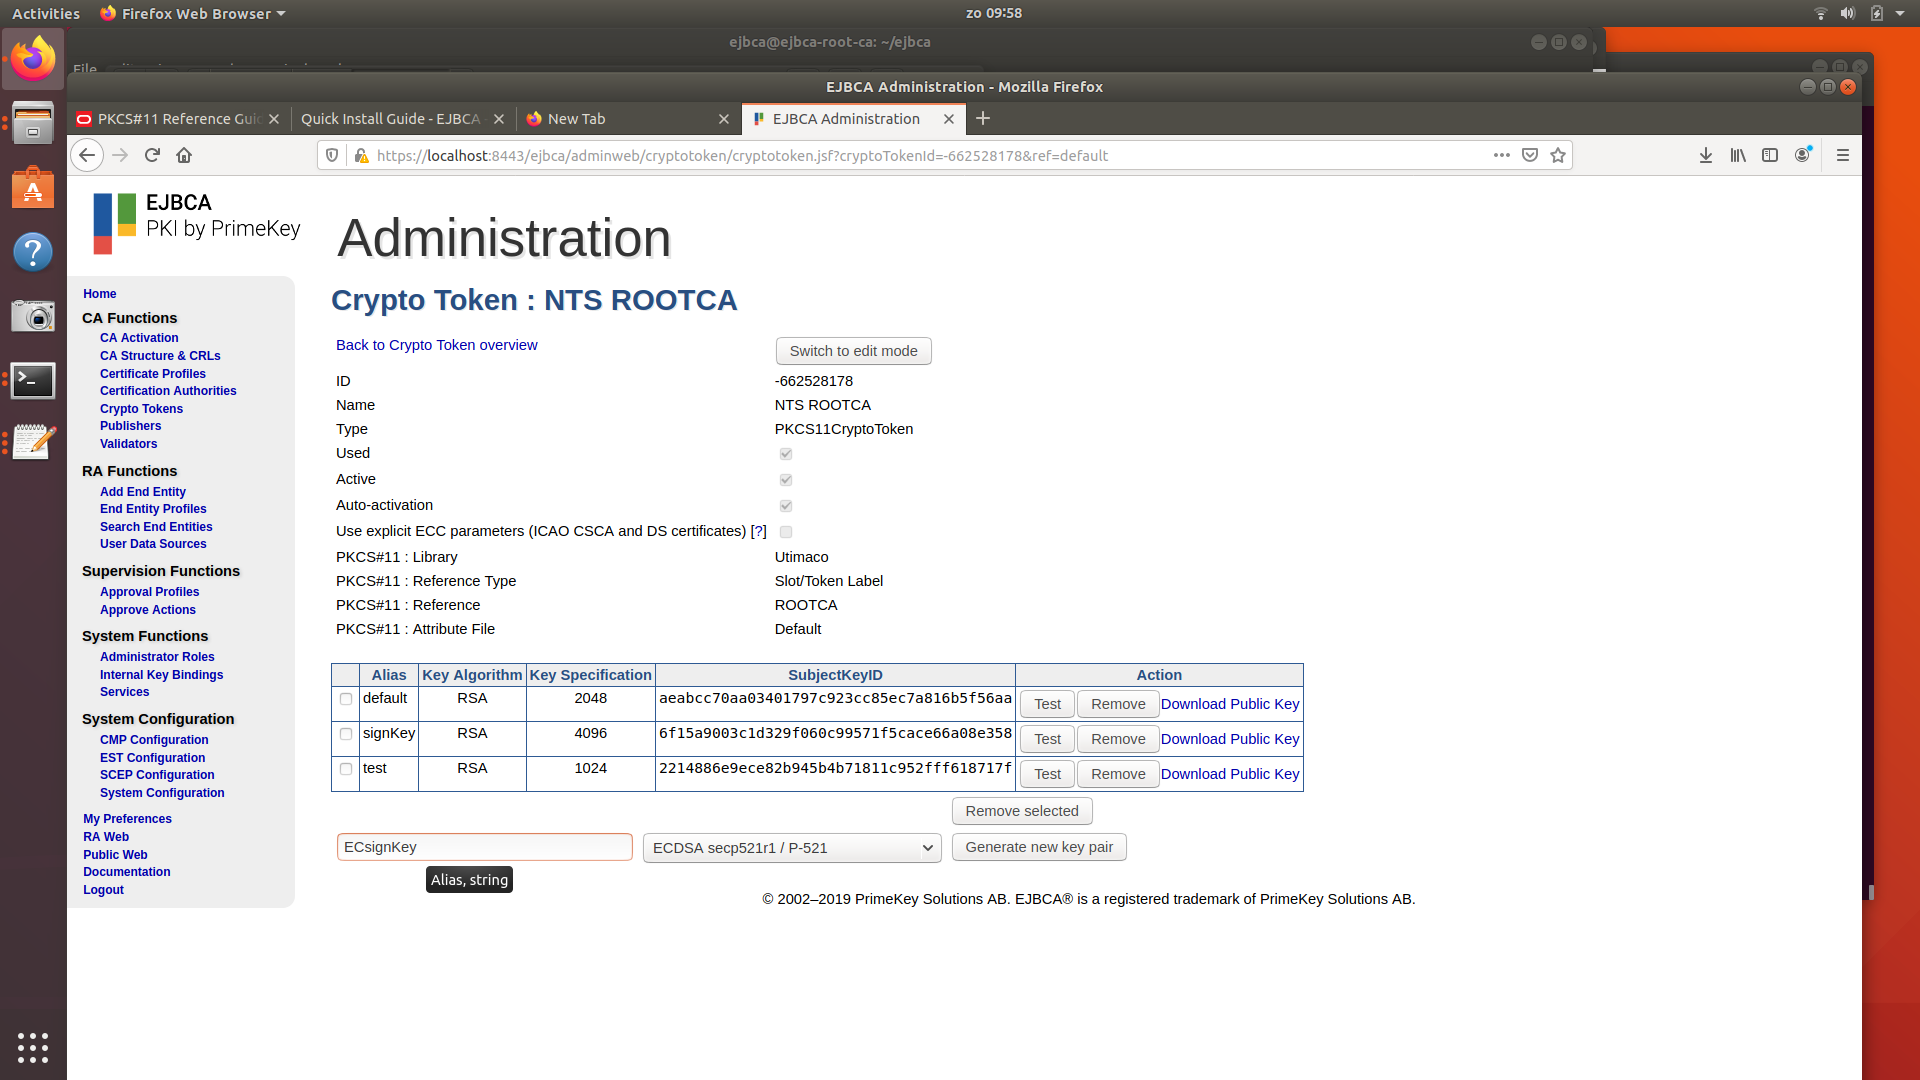 Activities Firefox Web Browser zo 09:58
ejbca@ejbca-root-ca: ~/ejbca
File
EJBCA Administration - Mozilla Firefox
PKCS#11 Reference Guid Quick Install Guide - EJBCA - New Tab EJBCA Administration
https://localhost:8443/ejbca/adminweb/cryptotoken/cryptotoken.jsf?cryptoTokenId=-662528178&ref=default
EJBCA
PKI by PrimeKey
Administration
Home
CA Functions
CA Activation
CA Structure & CRLs
Certificate Profiles
Certification Authorities
Crypto Tokens
Publishers
Validators
RA Functions
Add End Entity
End Entity Profiles
Search End Entities
User Data Sources
Supervision Functions
Approval Profiles
Approve Actions
System Functions
Administrator Roles
Internal Key Bindings
Services
System Configuration
CMP Configuration
EST Configuration
SCEP Configuration
System Configuration
My Preferences
RA Web
Public Web
Documentation
Logout
Crypto Token : NTS ROOTCA
Back to Crypto Token overview Switch to edit mode
ID -662528178
Name NTS ROOTCA
Type PKCS11CryptoToken
Used
Active
Auto-activation
Use explicit ECC parameters (ICAO CSCA and DS certificates) [?]
PKCS#11 : Library Utimaco
PKCS#11 : Reference Type Slot/Token Label
PKCS#11 : Reference ROOTCA
PKCS#11 : Attribute File Default
Alias Key Algorithm Key Specification SubjectKeyID Action
default RSA 2048 aeabcc70aa03401797c923cc85ec7a816b5f56aa Test Remove Download Public Key
signKey RSA 4096 6f15a9003c1d329f060c99571f5cace66a08e358 Test Remove Download Public Key
test RSA 1024 2214886e9ece82b945b4b71811c952fff618717f Test Remove Download Public Key
Remove selected
ECsignKey ECDSA secp521r1 / P-521 Generate new key pair
Alias, string
© 2002–2019 PrimeKey Solutions AB. EJBCA® is a registered trademark of PrimeKey Solutions AB.